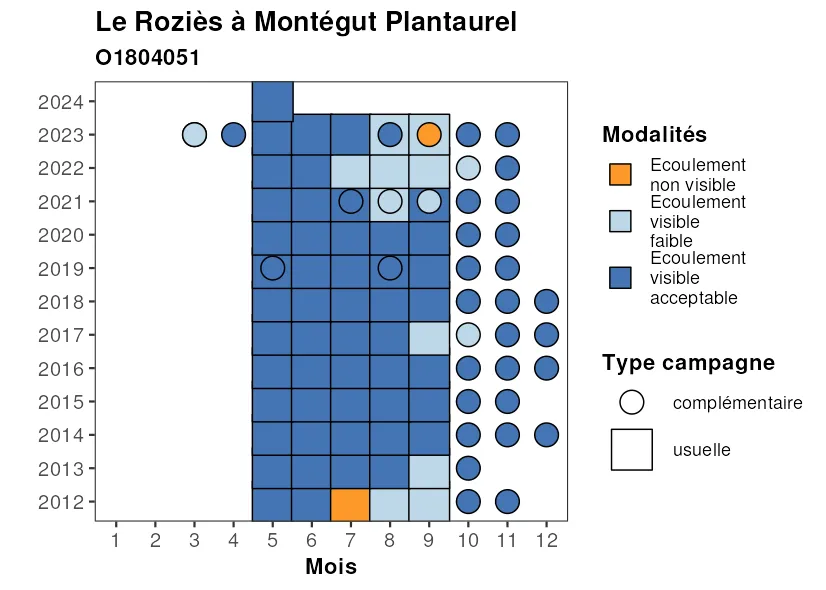 Le Roziès à Montégut Plantaurel
O1804051
2024
2023
2022
2021
2020
2019
2018
2017
2016
2015
2014
2013
2012
1 2 3 4 5 6 7 8 9 10 11 12
Mois
Modalités
Ecoulement
non visible
Ecoulement
visible
faible
Ecoulement
visible
acceptable
Type campagne
complémentaire
usuelle